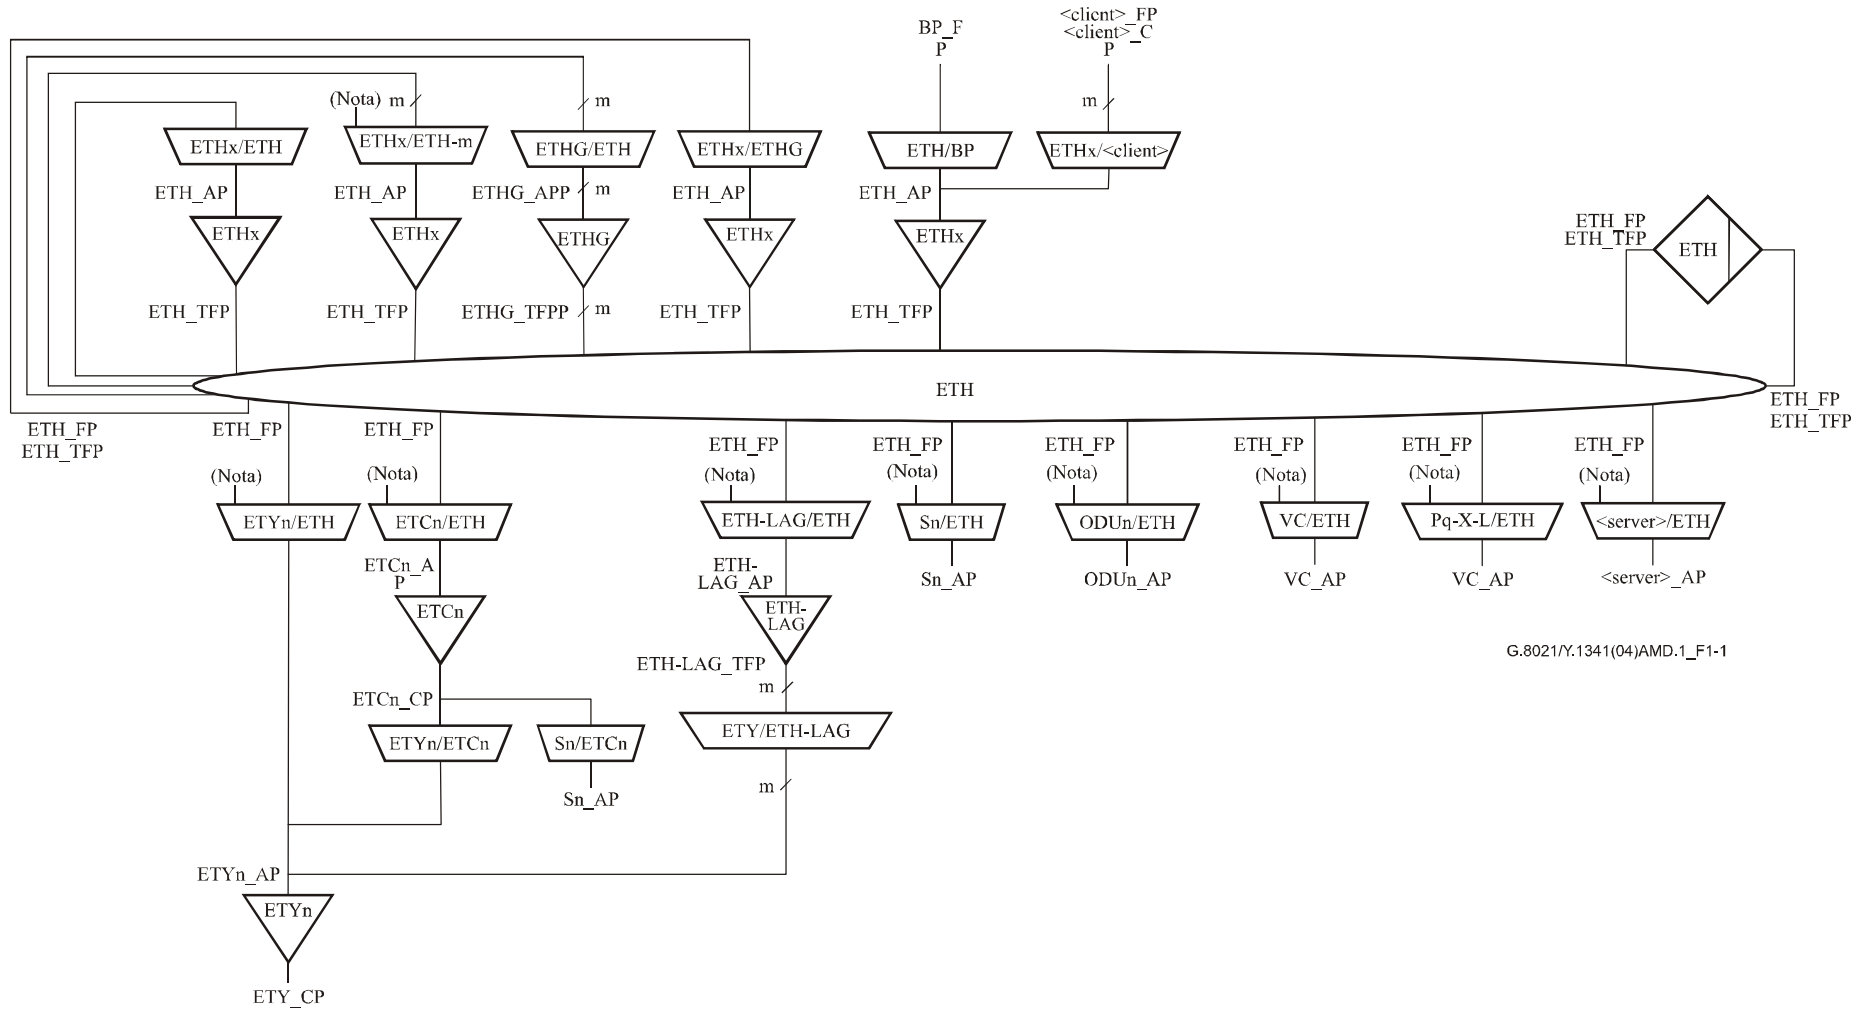 <client>_FP
<client>_C
P
BP_F
P
(Nota)
m
m
m
ETHx/ETH
ETHx/ETH-m
ETHG/ETH
ETHx/ETHG
ETH/BP
ETHx/<client>
ETH_AP
ETH_AP
ETHG_APP
m
ETH_AP
ETH_AP
ETHx
ETHx
ETHG
ETHx
ETHx
ETH_FP
ETH_TFP
ETH
ETH_TFP
ETH_TFP
ETHG_TFPP
m
ETH_TFP
ETH_TFP
ETH
ETH_FP
ETH_TFP
ETH_FP
ETH_TFP
ETH_FP
ETH_FP
ETH_FP
ETH_FP
ETH_FP
ETH_FP
ETH_FP
ETH_FP
(Nota)
(Nota)
(Nota)
(Nota)
(Nota)
(Nota)
(Nota)
(Nota)
ETYn/ETH
ETCn/ETH
ETH-LAG/ETH
Sn/ETH
ODUn/ETH
VC/ETH
Pq-X-L/ETH
<server>/ETH
ETCn_A
P
ETH-
LAG_AP
Sn_AP
ODUn_AP
VC_AP
VC_AP
<server>_AP
ETCn
ETH-
LAG
G.8021/Y.1341(04)AMD.1_F1-1
ETH-LAG_TFP
m
ETCn_CP
ETYn/ETCn
Sn/ETCn
ETY/ETH-LAG
m
Sn_AP
ETYn_AP
ETYn
ETY_CP